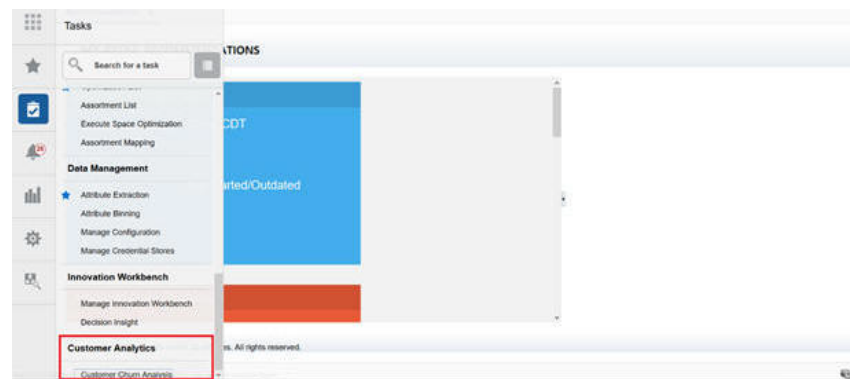 Tasks
ATIONS
Search for a task
Assortment List
Execute Space Optimization
CDT
Assortment Mapping
Data Management
arted/Outdated
Attribute Extraction
Attribute Binning
Manage Configuration
Manage Credential Stores
Innovation Workbench
Manage Innovation Workbench
Decision Insight
Customer Analytics
es. All rights reserved.
Customer Churn Analysis